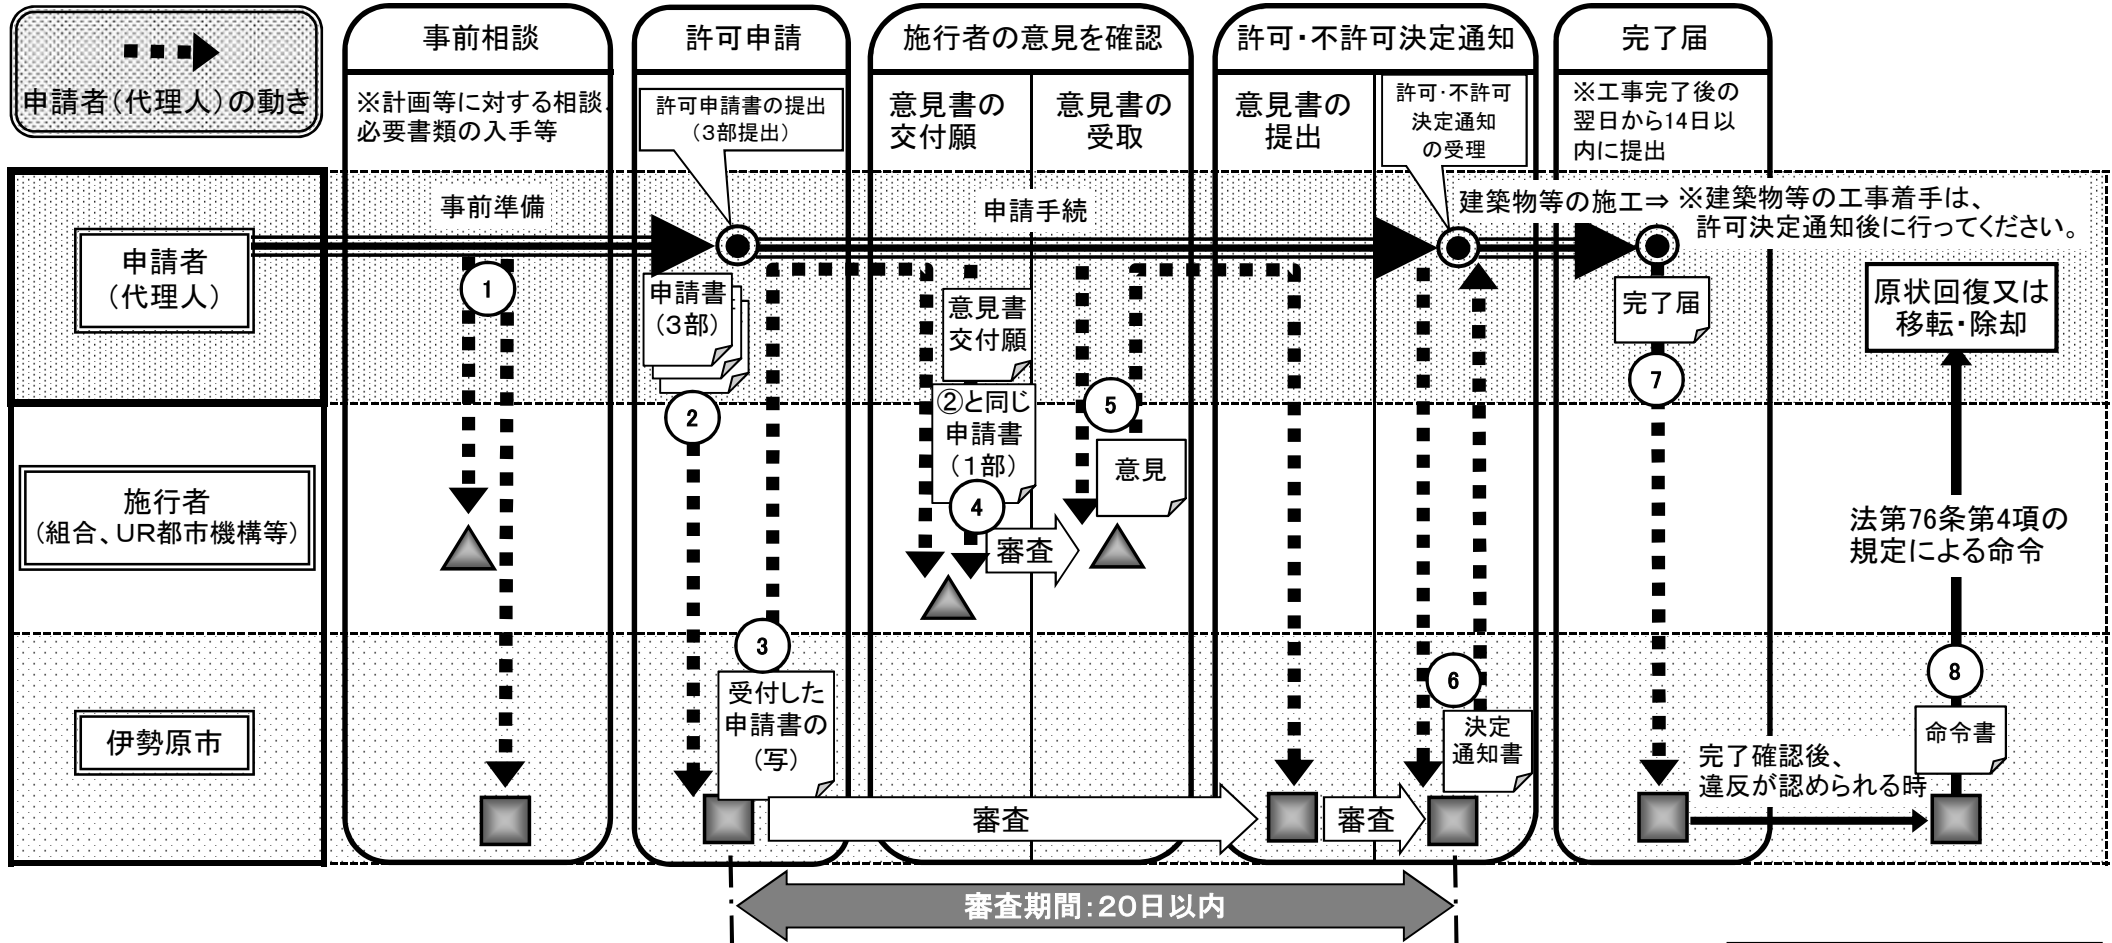 申請者(代理人)の動き
事前相談
※計画等に対する相談、
必要書類の入手等
許可申請
許可申請書の提出
(3部提出)
施行者の意見を確認
意見書の
交付願
意見書の
受取
許可・不許可決定通知
意見書の
提出
許可・不許可
決定通知
の受理
完了届
※工事完了後の
翌日から14日以
内に提出
申請者
(代理人)
事前準備
申請手続
建築物等の施工⇒
※建築物等の工事着手は、
許可決定通知後に行ってください。
1
申請書
(3部)
2
意見書
交付願
②と同じ
申請書
(1部)
4
5
意見
審査
完了届
7
原状回復又は
移転・除却
施行者
(組合、UR都市機構等)
法第76条第4項の
規定による命令
伊勢原市
3
受付した
申請書の
(写)
6
決定
通知書
8
命令書
完了確認後、
違反が認められる時
審査
審査
審査期間:20日以内